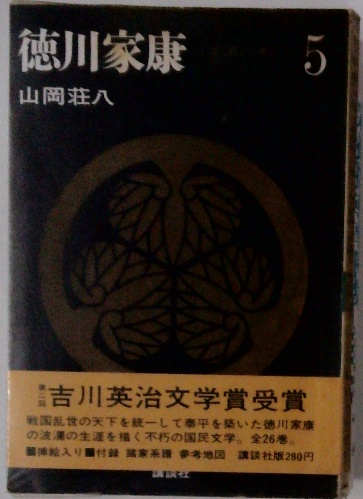 徳川家康
5
山岡荘八
第二回 吉川英治文学賞受賞
戦国乱世の天下を統一して泰平を築いた徳川家康
の波瀾の生涯を描く不朽の国民文学。全26巻。
■挿絵入り■付録 諸家系譜 参考地図 講談社版280円
講談社